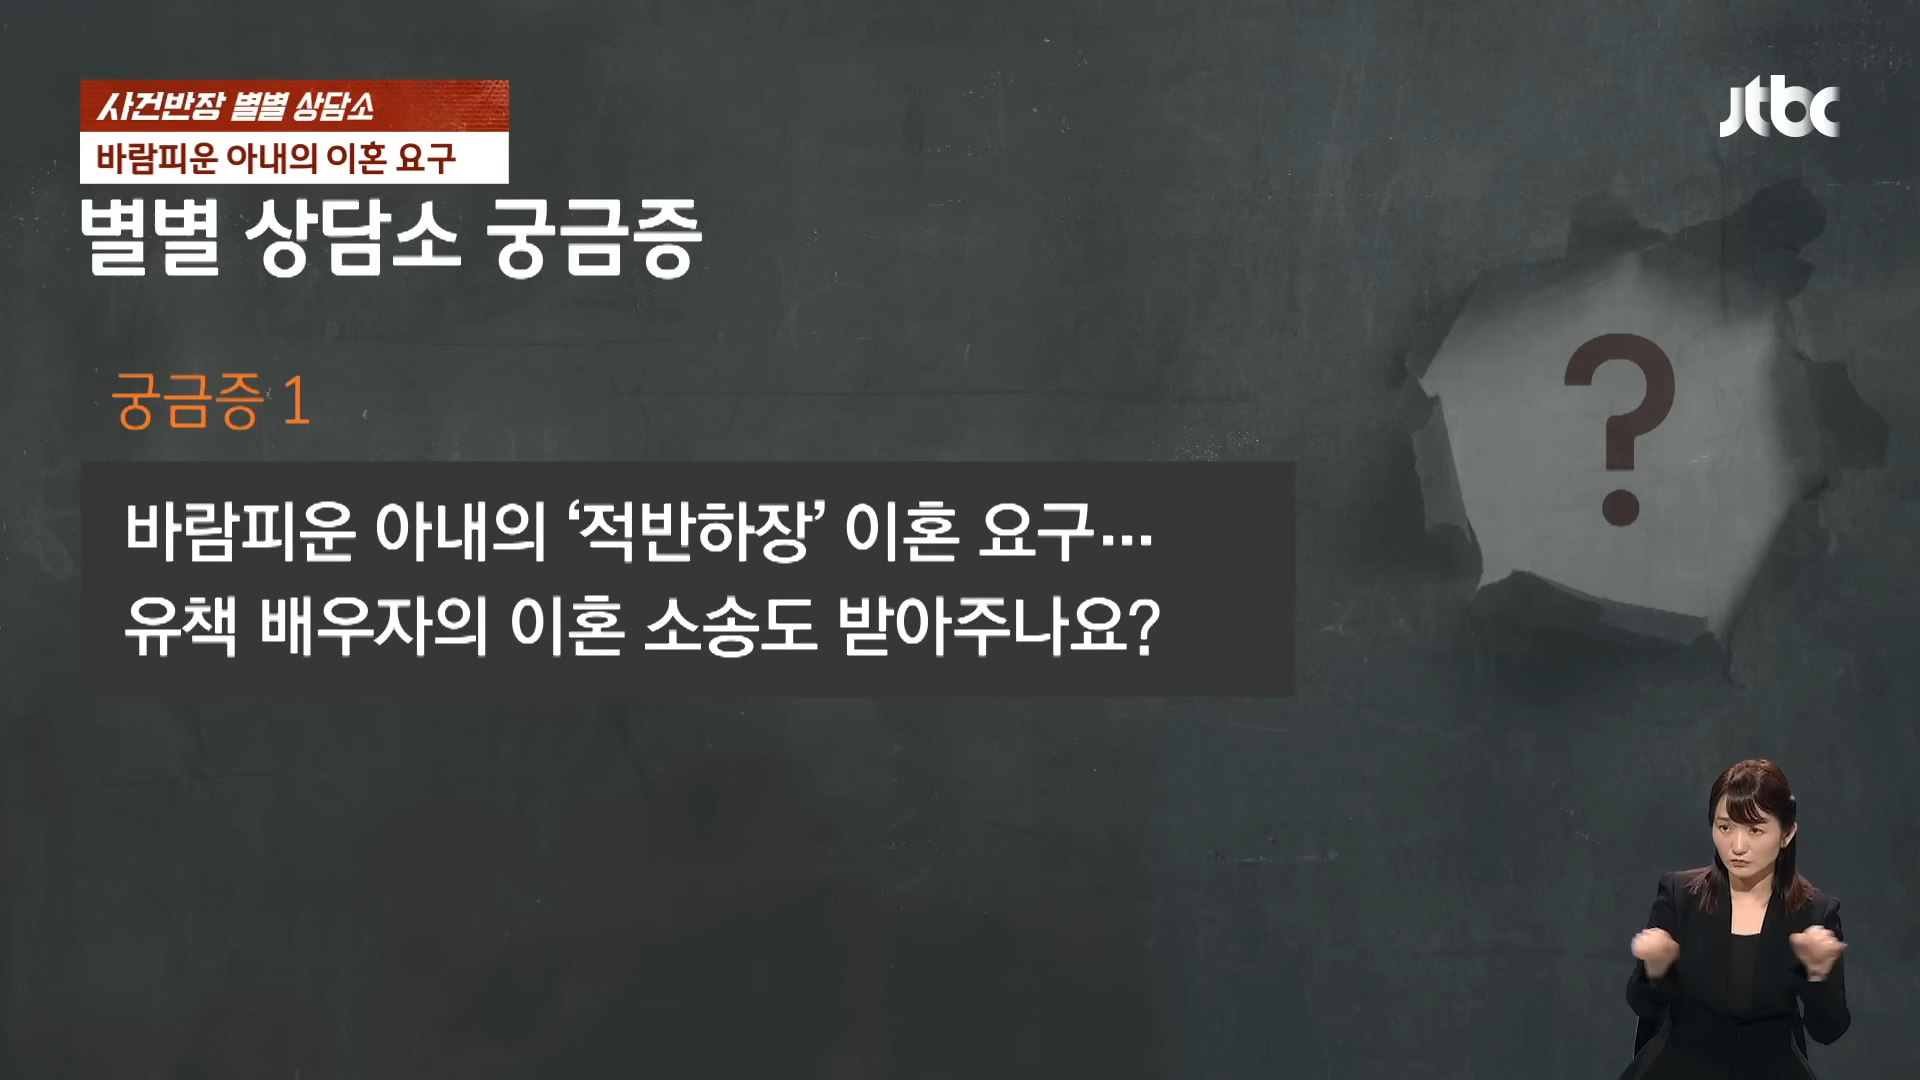 사건반장 별별 상담소
jtbc
바람피운 아내의 이혼 요구
별별 상담소 궁금증
궁금증 1
바람피운 아내의 ‘적반하장’ 이혼 요구…
유책 배우자의 이혼 소송도 받아주나요?
?